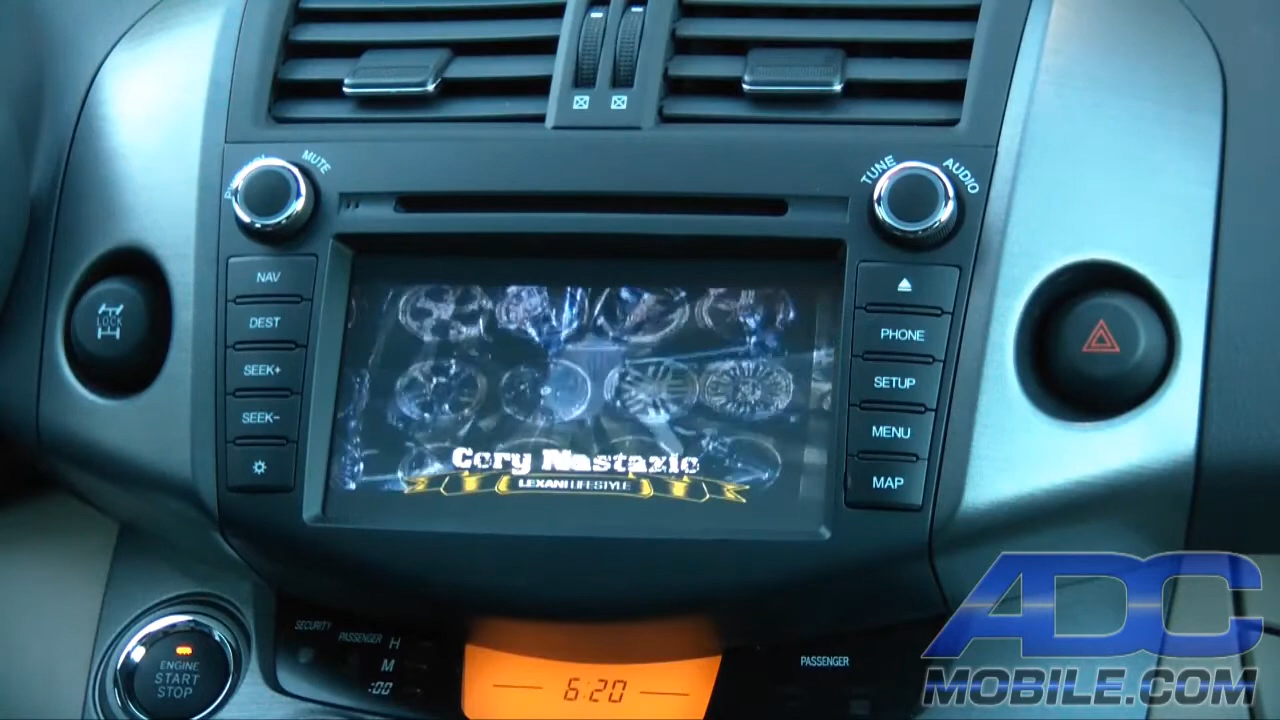 MUTE
TUNE
AUDIO
NAV
DEST
SEEK+
SEEK-
PHONE
SETUP
MENU
MAP
LOCK
Cory Nastazio
LEXANI LIFESTYLE
ENGINE
START
STOP
SECURITY
PASSENGER
H
M
:00
6:20
PASSENGER
ADC
MOBILE.COM